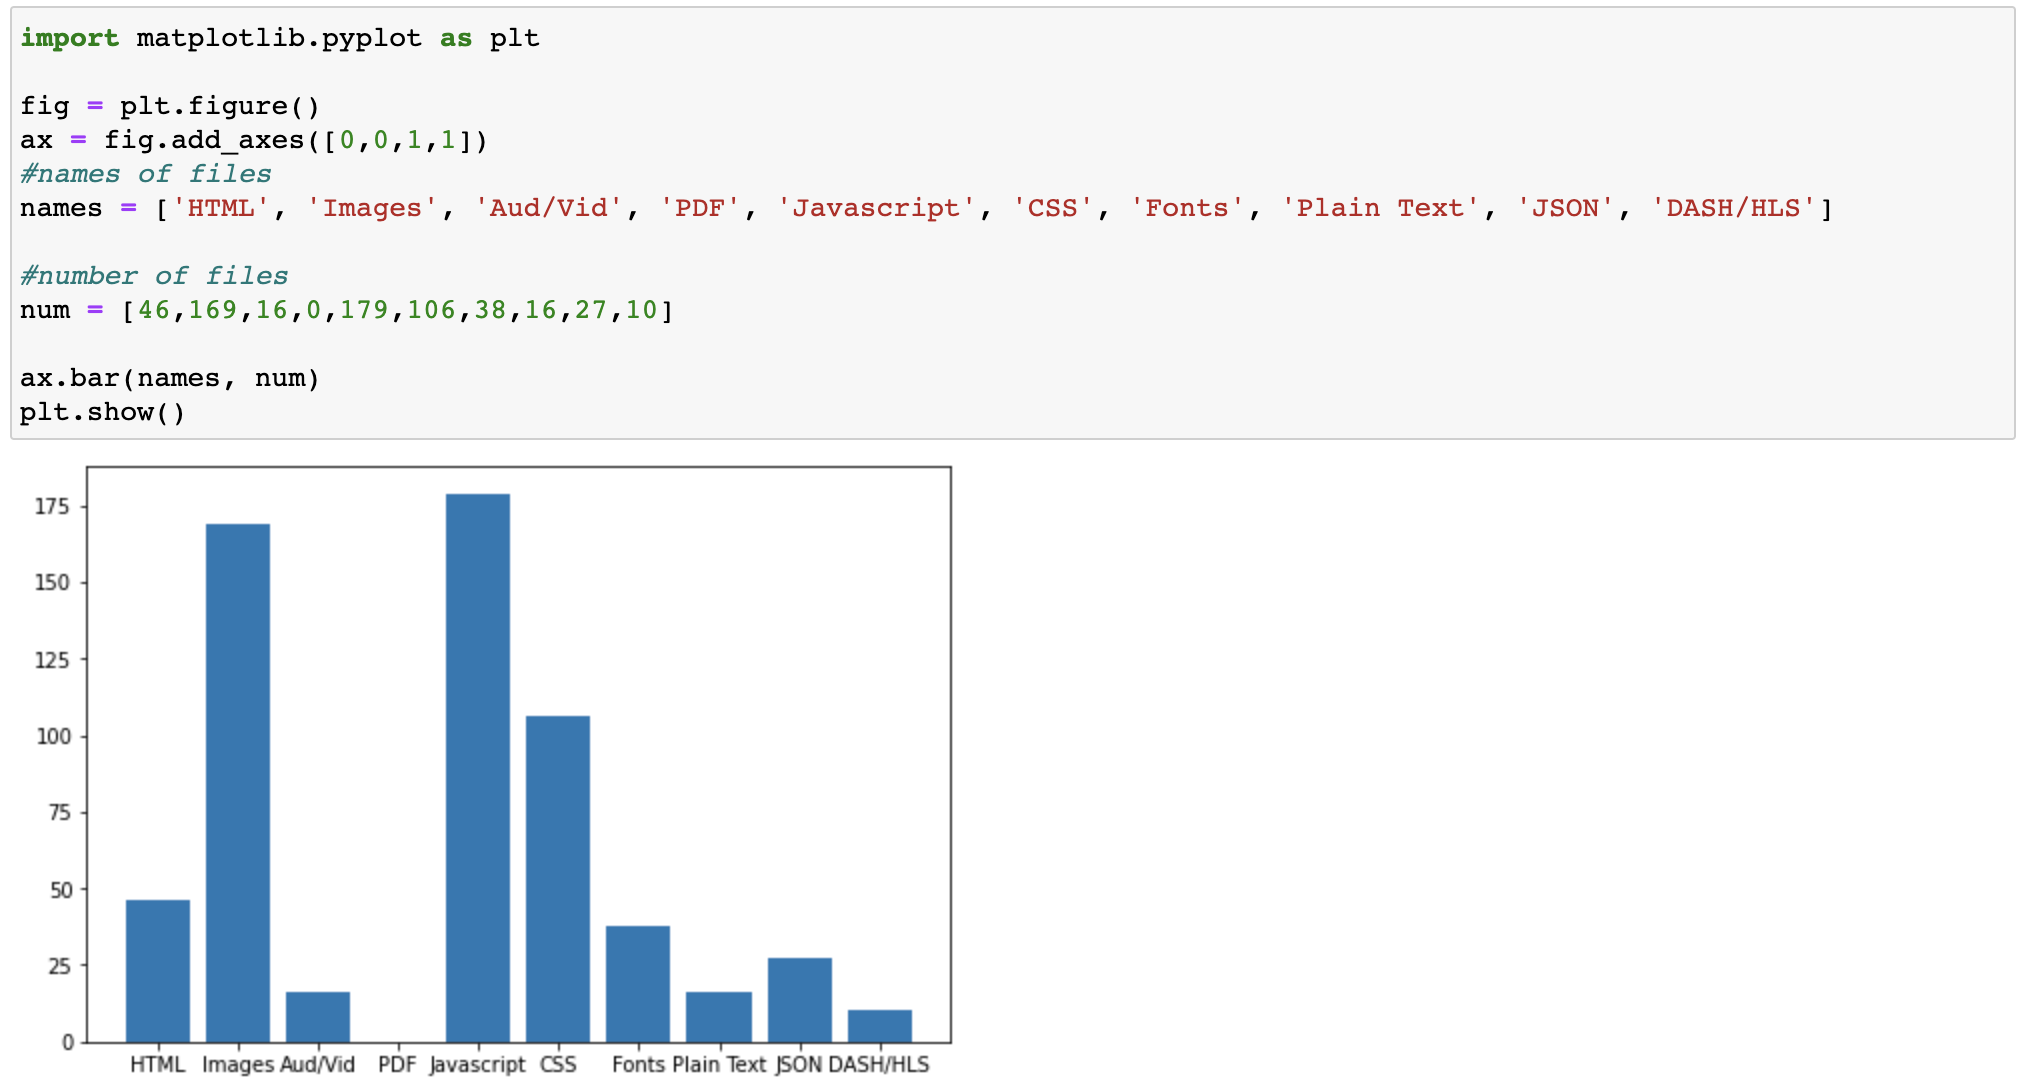 import matplotlib.pyplot as plt
fig = plt.figure()
ax = fig.add_axes([0,0,1,1])
#names of files
names = ['HTML', 'Images', 'Aud/Vid', 'PDF', 'Javascript', 'CSS', 'Fonts', 'Plain Text', 'JSON', 'DASH/HLS']
#number of files
num = [46,169,16,0,179,106,38,16,27,10]
ax.bar(names, num)
plt.show()
175
150
125
100
75
50
25
0
HTML Images Aud/Vid PDF Javascript CSS Fonts Plain Text JSON DASH/HLS